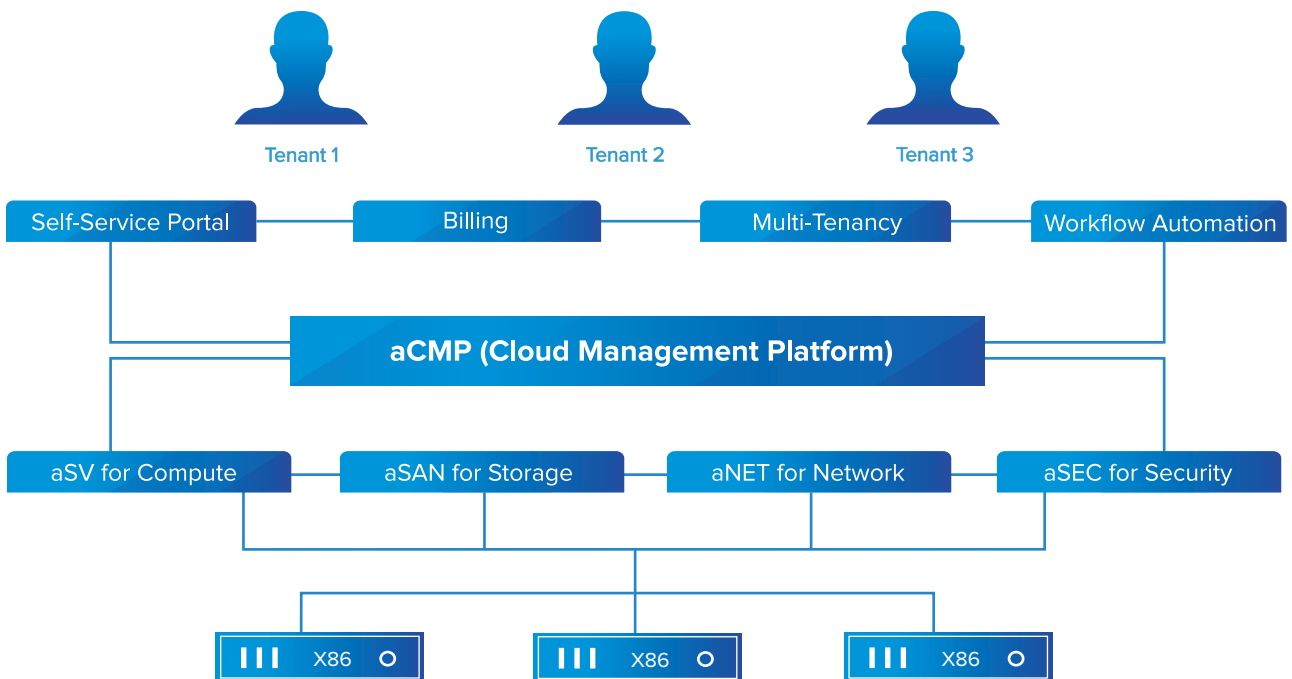 Tenant 1
Tenant 2
Tenant 3
Self-Service Portal
Billing
Multi-Tenancy
Workflow Automation
aCMP (Cloud Management Platform)
aSV for Compute
aSAN for Storage
aNET for Network
aSEC for Security
X86
X86
X86